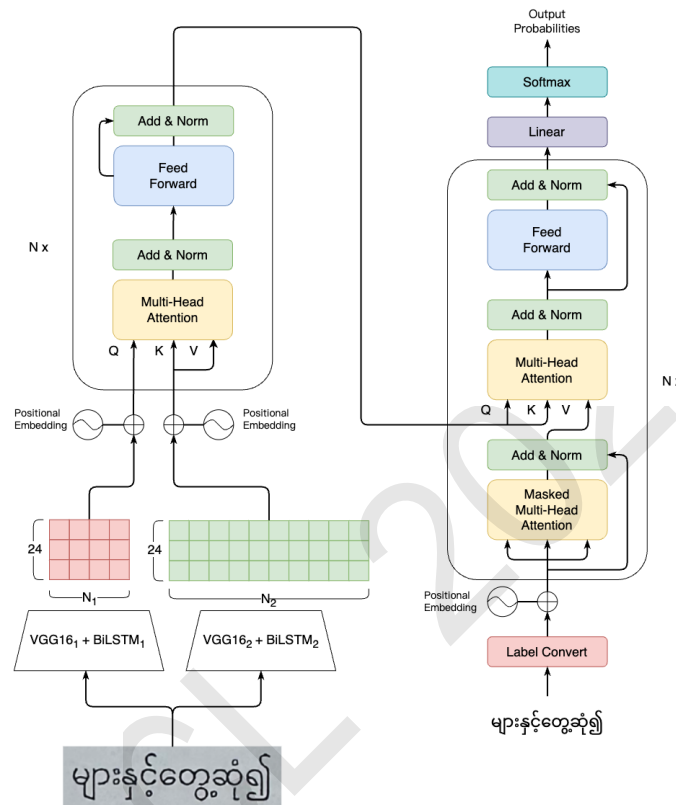 Output
Probabilities
Softmax
Linear
Add & Norm
Feed
Forward
Add & Norm
Multi-Head
Attention
Q K V
N x
Add & Norm
Feed
Forward
Add & Norm
Multi-Head
Attention
Q K V
N x
Positional
Embedding
Positional
Embedding
Add & Norm
Masked
Multi-Head
Attention
24
N1
24
N2
Positional
Embedding
VGG161 + BiLSTM1
VGG162 + BiLSTM2
Label Convert
များနှင့်တွေ့ဆုံ၍
များနှင့်တွေ့ဆုံ၍
CL 202